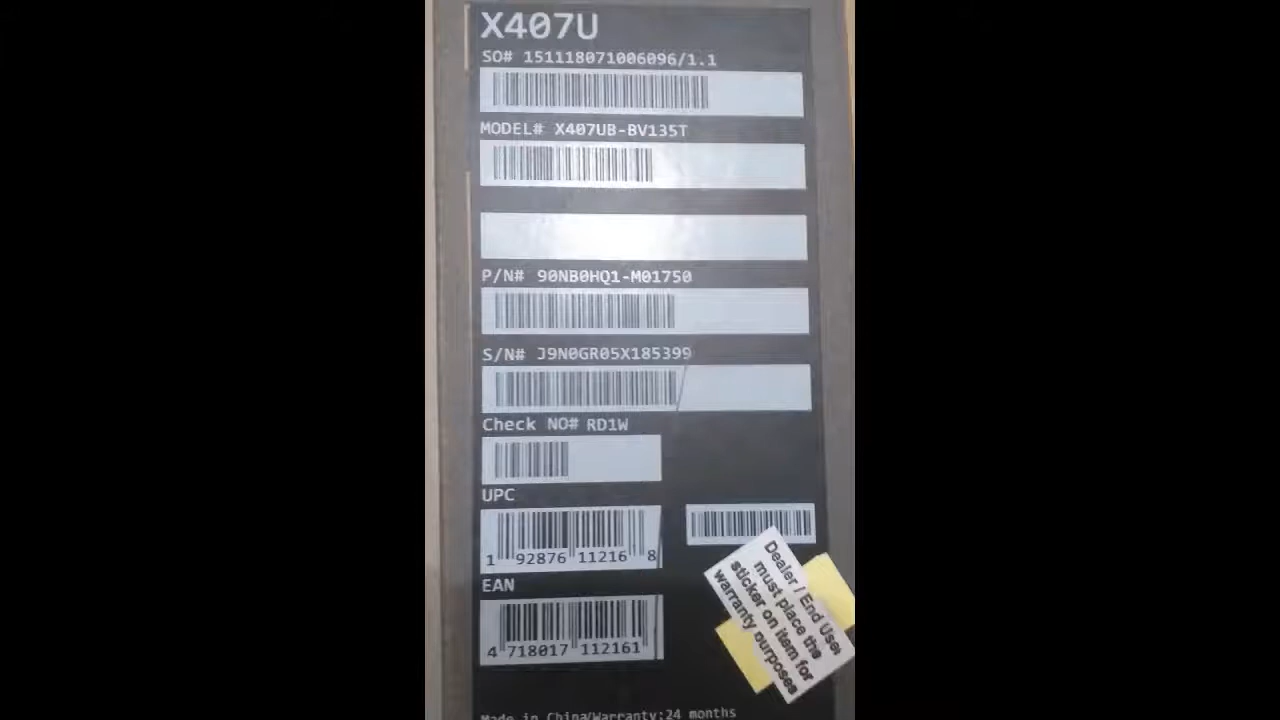 X407U
SO# 151118071006096/1.1
MODEL# X407UB-BV135T
P/N# 90NB0HQ1-M01750
S/N# J9N0GR05X185399
Check NO# RD1W
UPC
1 92876 11216 8
EAN
4 718017 112161
Dealer / End User
must place the
sticker on item for
warranty purposes
Made in China/Warranty:24 months